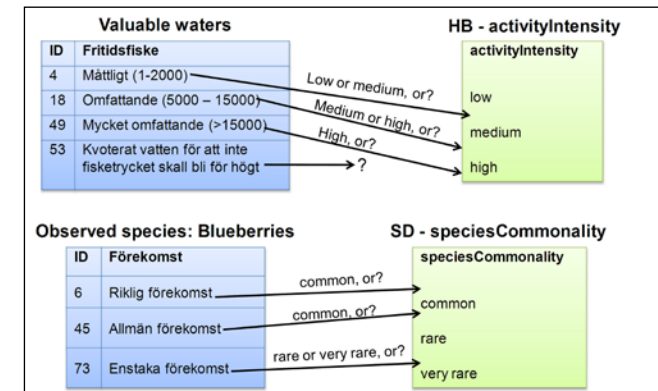 Valuable waters
HB - activityIntensity
ID Fritidsfiske
4 Måttligt (1-2000)
18 Omfattande (5000 – 15000)
49 Mycket omfattande (>15000)
53 Kvoterat vatten för att inte
fisketrycket skall bli för högt
Low or medium, or?
Medium or high, or?
High, or?
?
activityIntensity
low
medium
high
Observed species: Blueberries
SD - speciesCommonality
ID Förekomst
6 Riklig förekomst
45 Allmän förekomst
73 Enstaka förekomst
common, or?
common, or?
rare or very rare, or?
speciesCommonality
common
rare
very rare